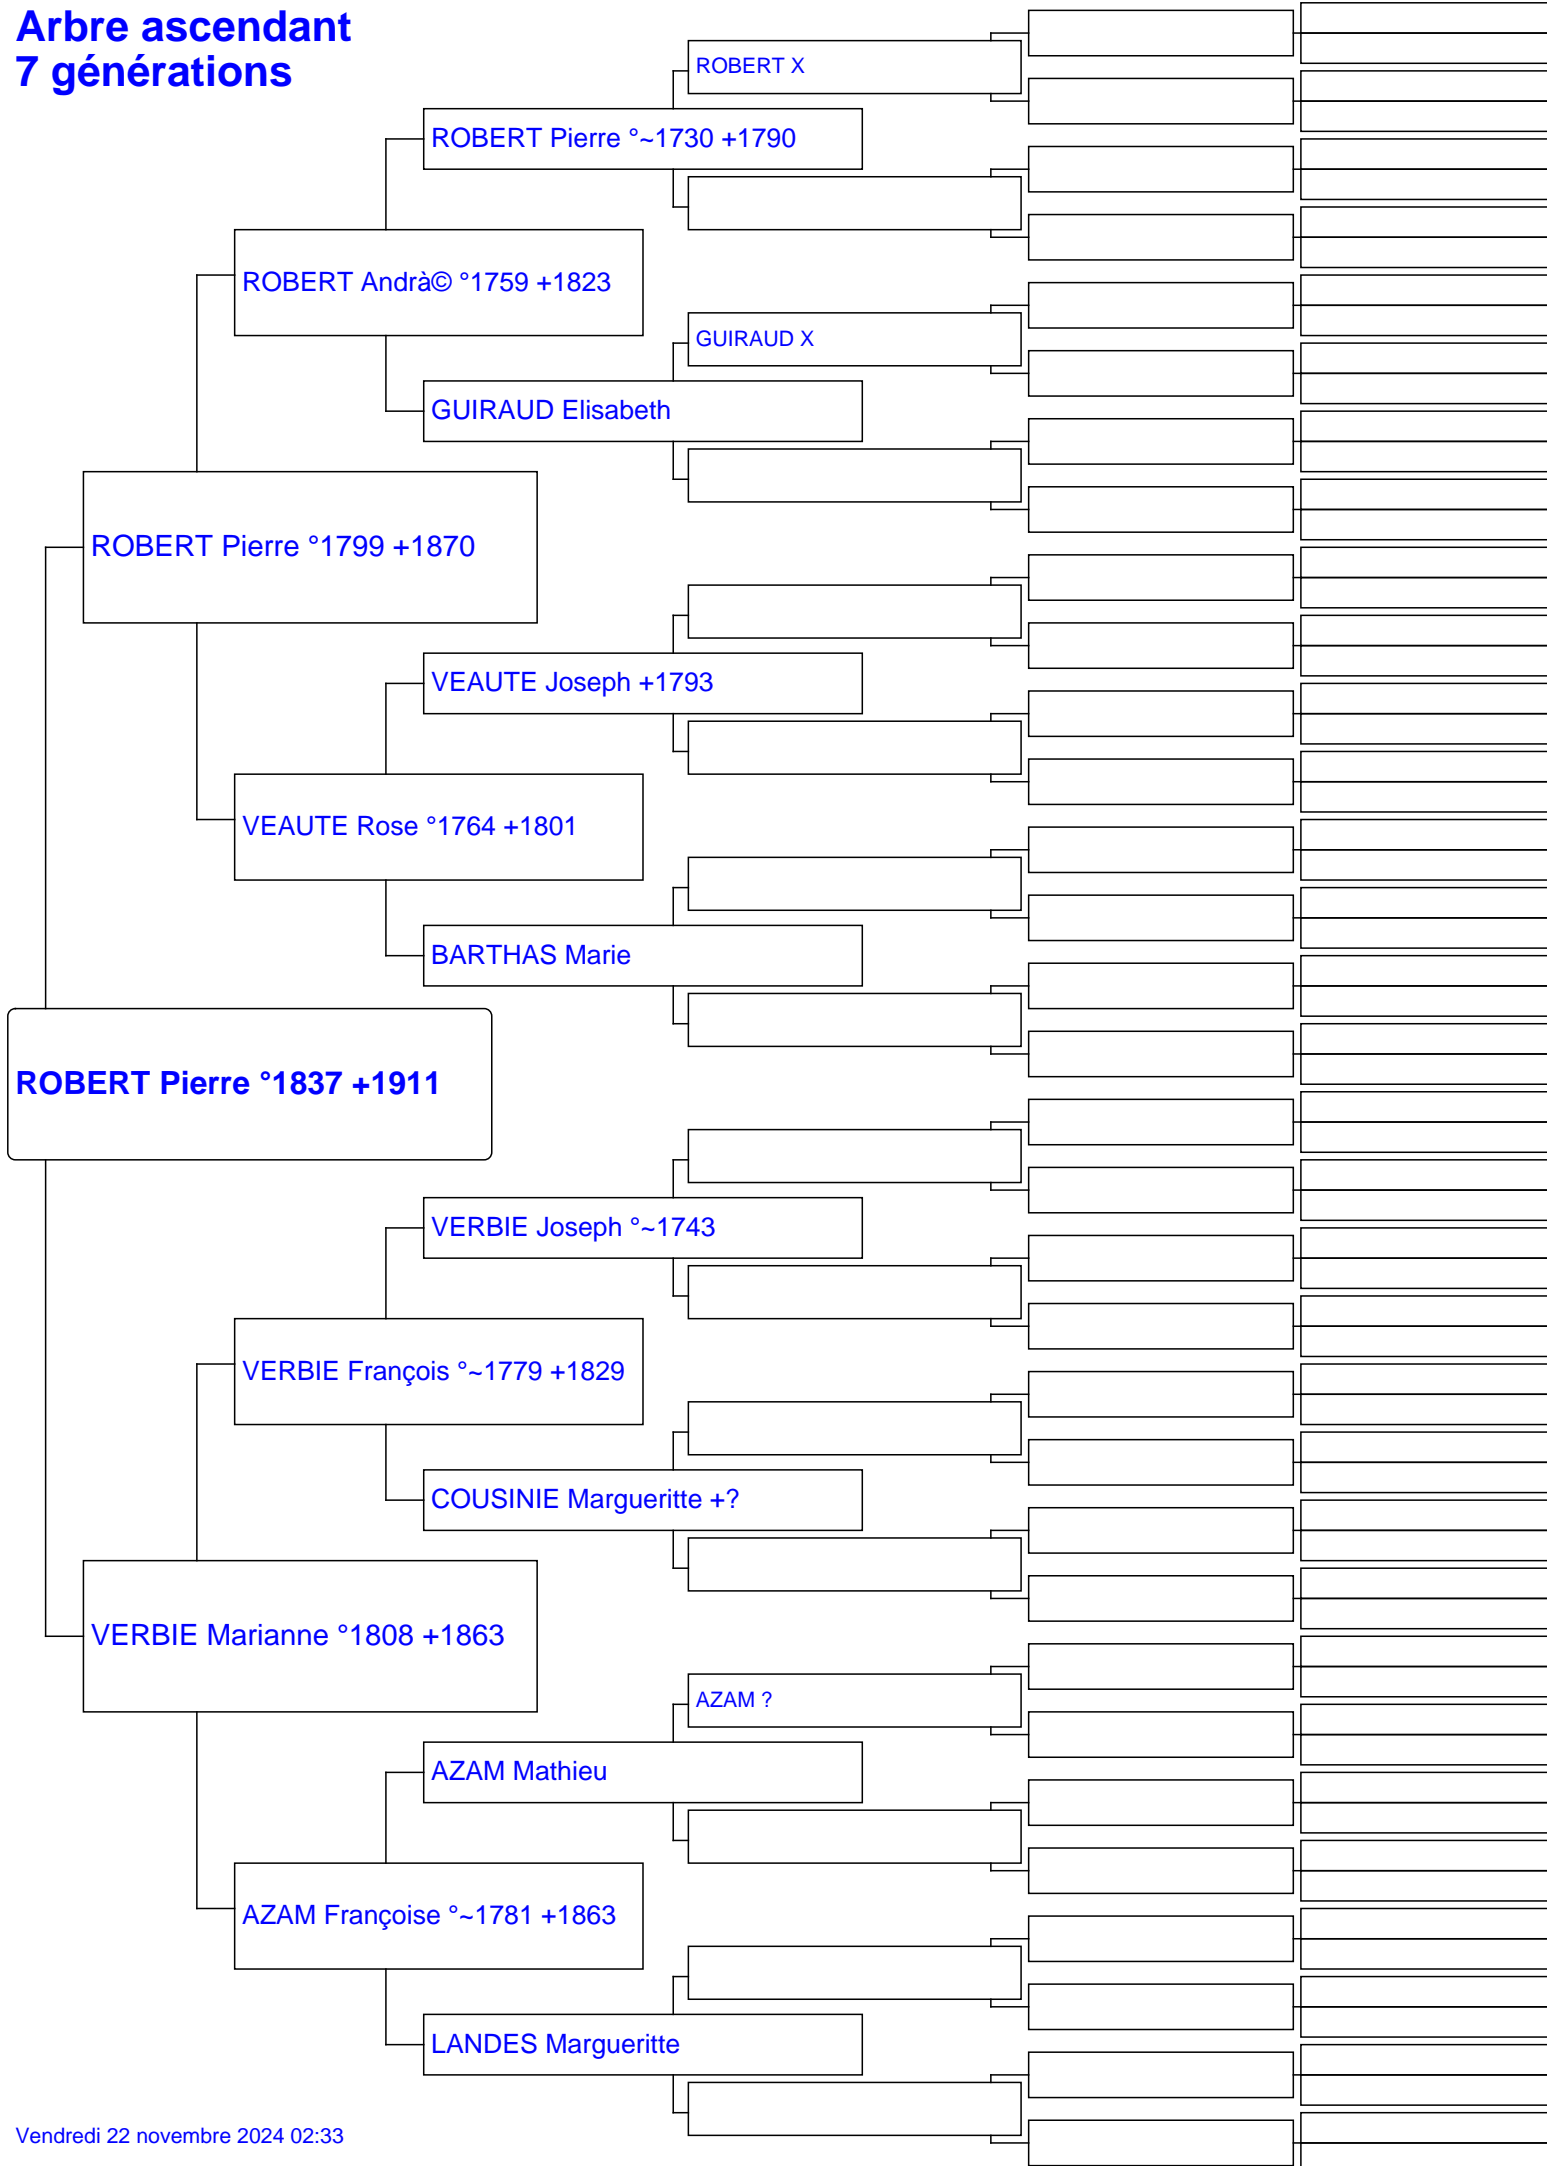 Arbre ascendant
7 générations
ROBERT X
ROBERT Pierre °~1730 +1790
ROBERT Andrà© °1759 +1823
GUIRAUD X
GUIRAUD Elisabeth
ROBERT Pierre °1799 +1870
VEAUTE Joseph +1793
VEAUTE Rose °1764 +1801
BARTHAS Marie
ROBERT Pierre °1837 +1911
VERBIE Joseph °~1743
VERBIE François °~1779 +1829
COUSINIE Margueritte +?
VERBIE Marianne °1808 +1863
AZAM ?
AZAM Mathieu
AZAM Françoise °~1781 +1863
LANDES Margueritte
Vendredi 22 novembre 2024 02:33